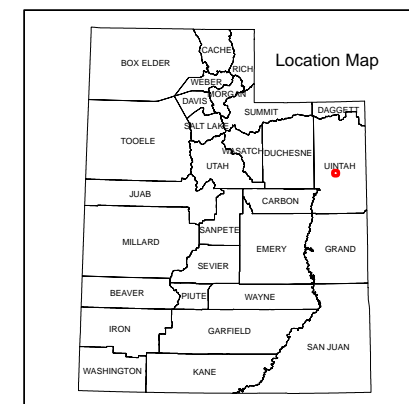 Location Map
CACHE
BOX ELDER
RICH
WEBER
MORGAN
DAVIS
SUMMIT
DAGGETT
SALT LAKE
TOOELE
WASATCH
DUCHESNE
UTAH
UINTAH
JUAB
CARBON
SANPETE
MILLARD
EMERY
GRAND
SEVIER
BEAVER
PIUTE
WAYNE
IRON
GARFIELD
SAN JUAN
WASHINGTON
KANE